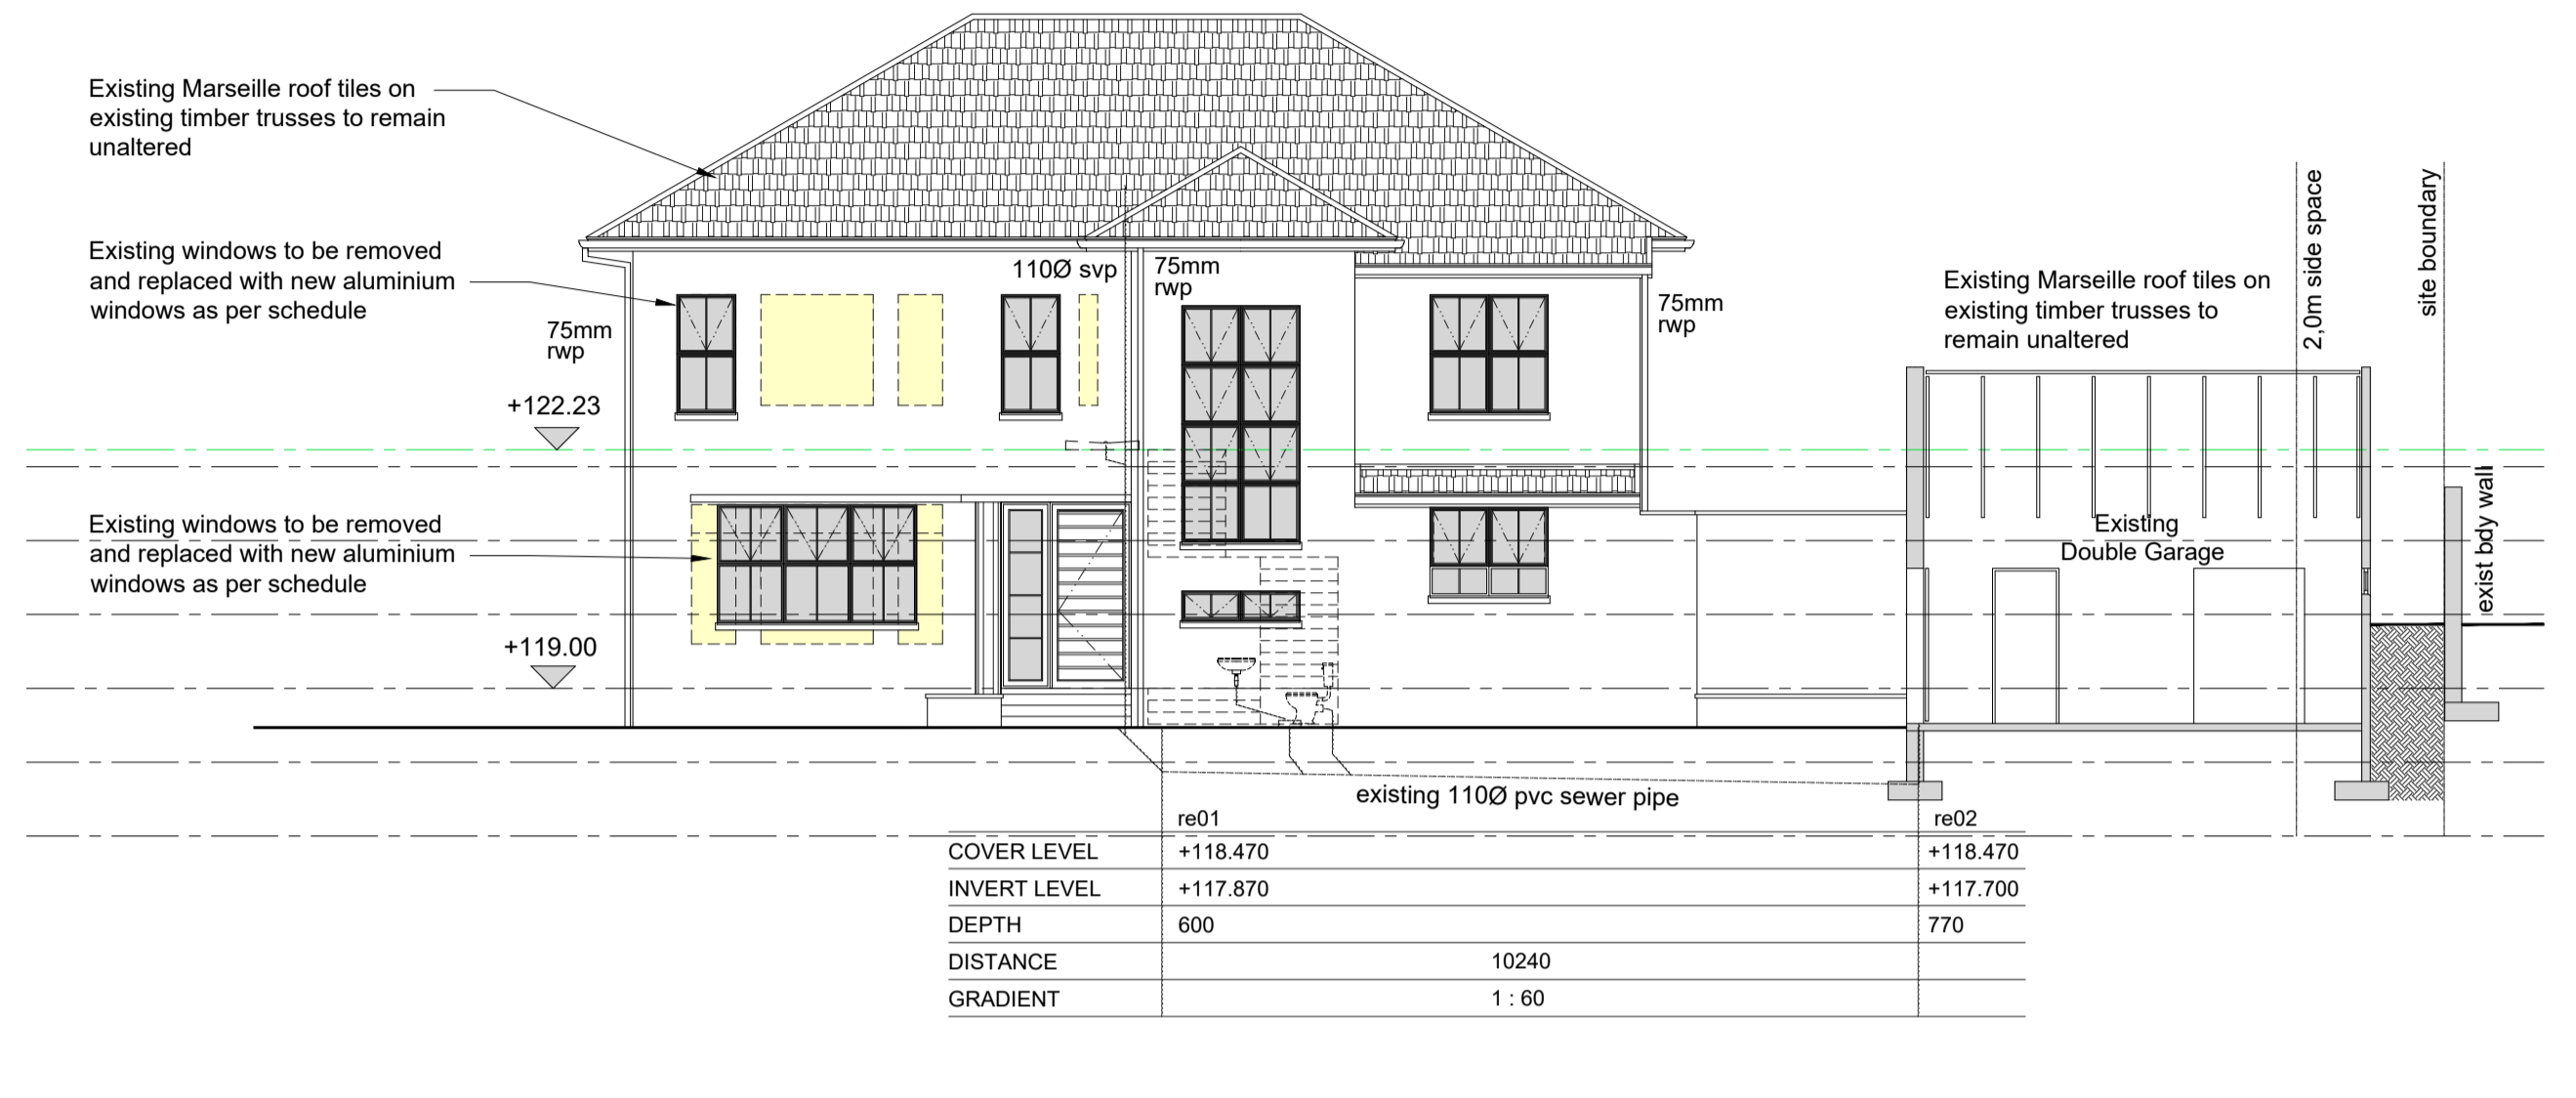 Existing Marseille roof tiles on
existing timber trusses to remain
unaltered
Existing windows to be removed
and replaced with new aluminium
windows as per schedule
75mm
rwp
+122.23
Existing windows to be removed
and replaced with new aluminium
windows as per schedule
+119.00
110Ø svp
75mm
rwp
75mm
rwp
Existing Marseille roof tiles on
existing timber trusses to
remain unaltered
2,0m side space
site boundary
exist bdy wall
Existing
Double Garage
existing 110Ø pvc sewer pipe
re01 re02
COVER LEVEL +118.470 +118.470
INVERT LEVEL +117.870 +117.700
DEPTH 600 770
DISTANCE 10240
GRADIENT 1 : 60